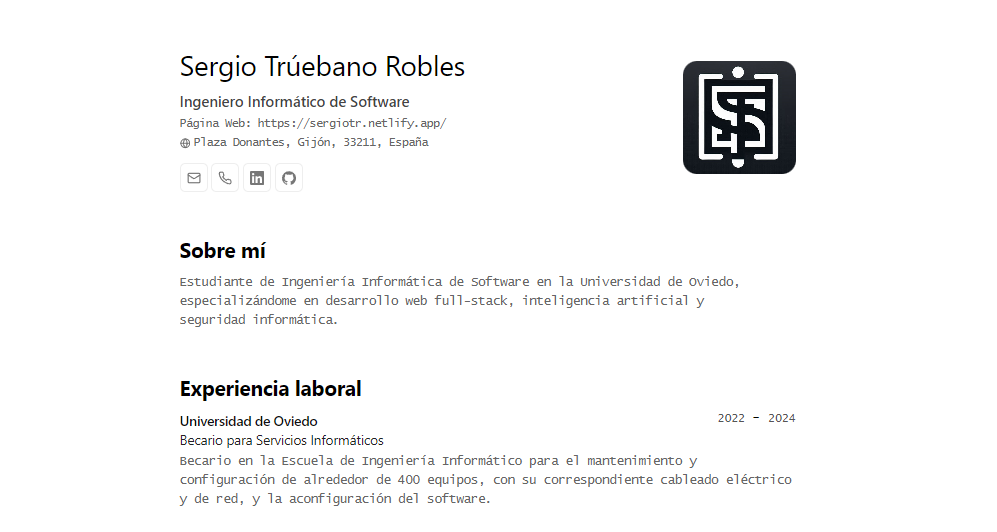 Sergio Trúebano Robles
Ingeniero Informático de Software
Página Web: https://sergiotr.netlify.app/
Plaza Donantes, Gijón, 33211, España
Sobre mí
Estudiante de Ingeniería Informática de Software en la Universidad de Oviedo,
especializándome en desarrollo web full-stack, inteligencia artificial y
seguridad informática.
Experiencia laboral
Universidad de Oviedo
2022 - 2024
Becario para Servicios Informáticos
Becario en la Escuela de Ingeniería Informático para el mantenimiento y
configuración de alrededor de 400 equipos, con su correspondiente cableado eléctrico
y de red, y la aconfiguración del software.